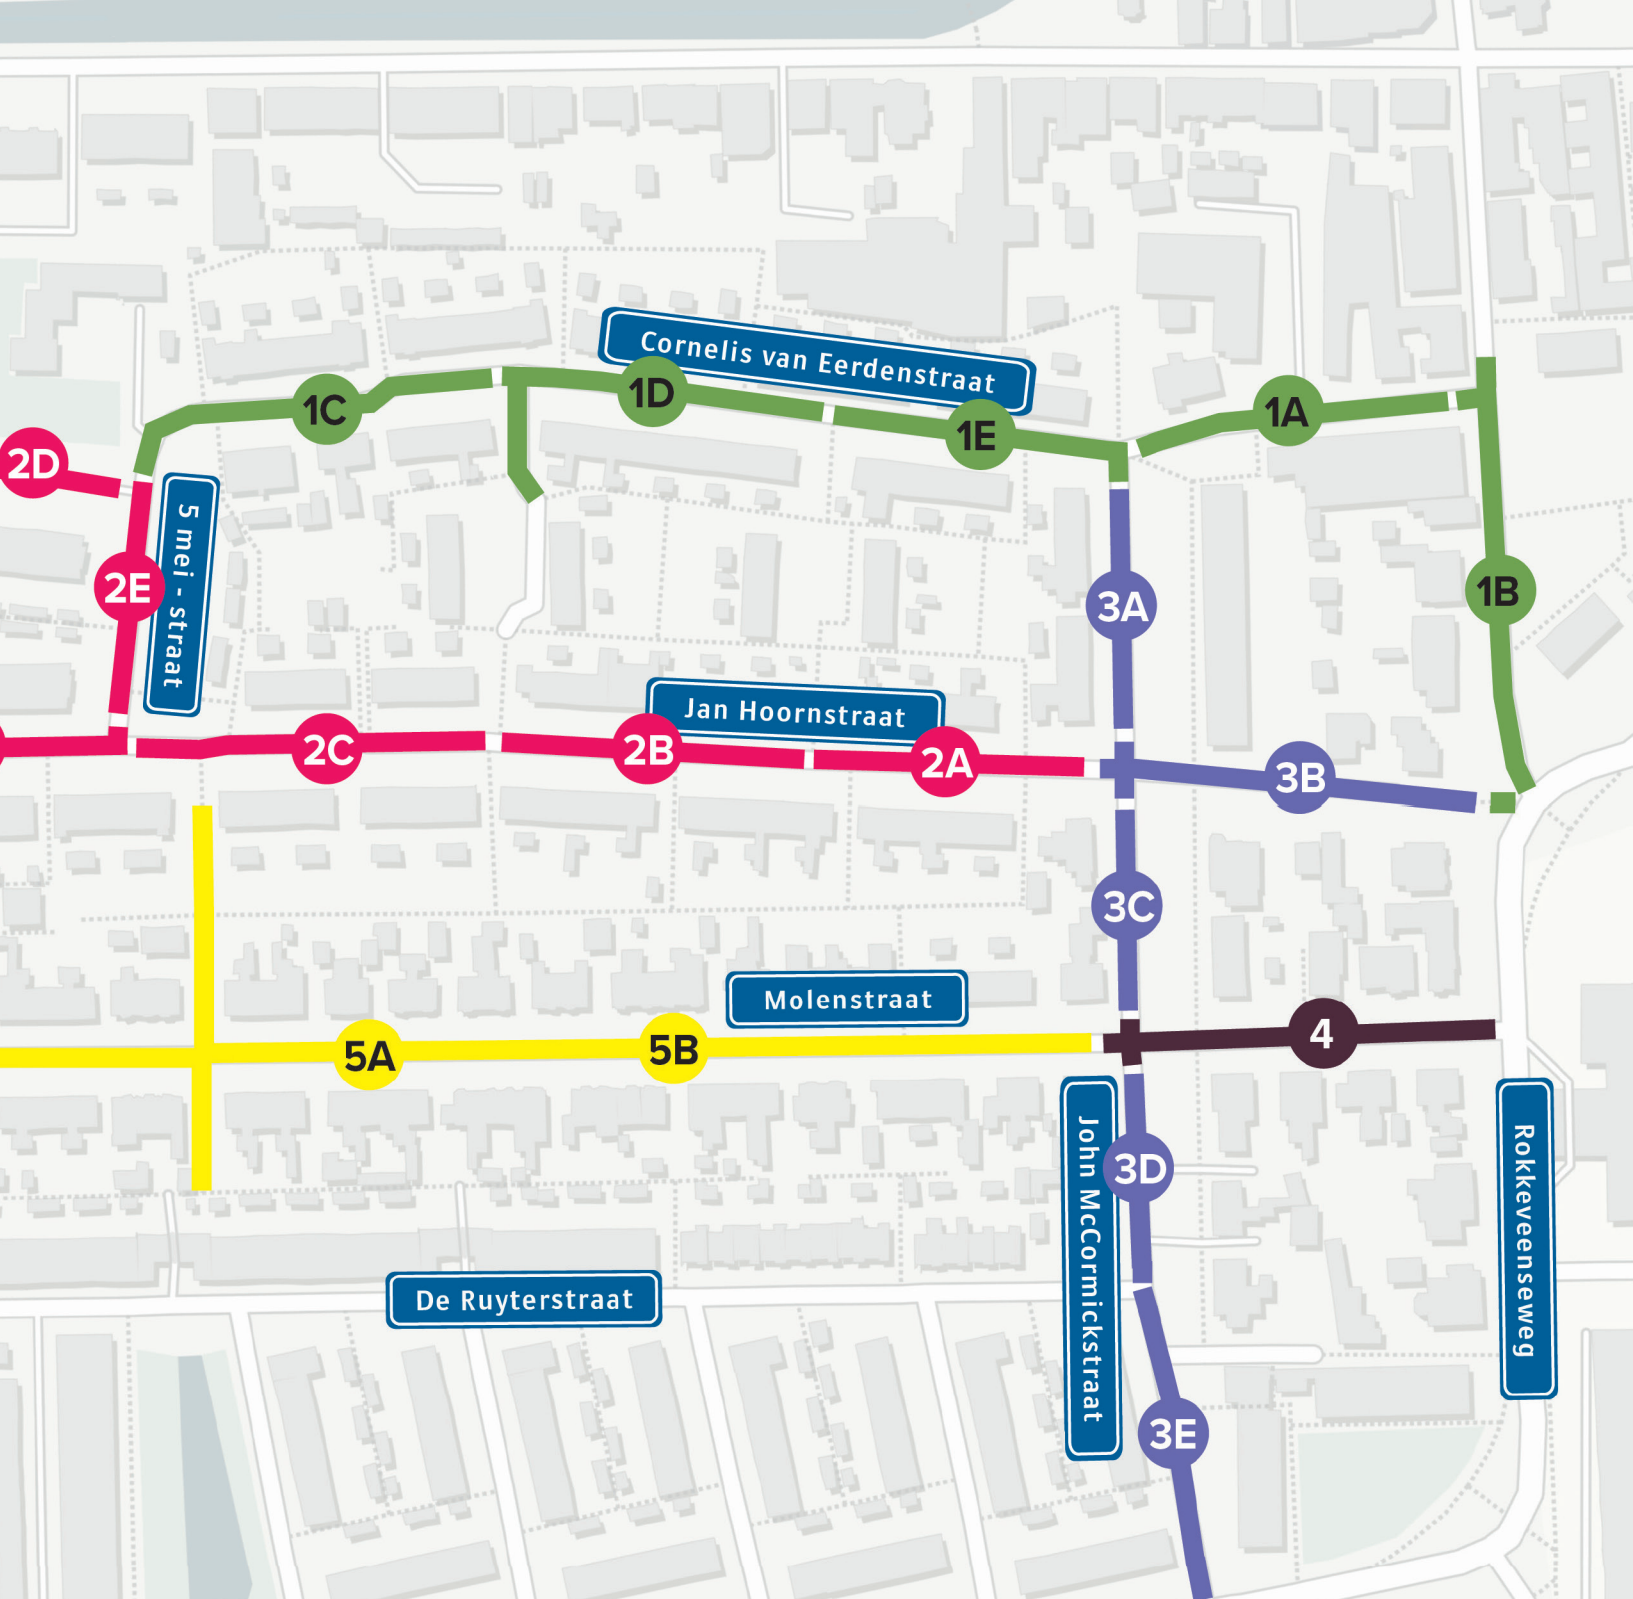 Cornelis van Eerdenstraat
1D
1C
1E
1A
2D
5 mei - straat
2E
3A
1B
Jan Hoornstraat
2C
2B
2A
3B
3C
Molenstraat
5A
5B
4
John McCormickstraat
3D
Rokkeveenseweg
De Ruyterstraat
3E